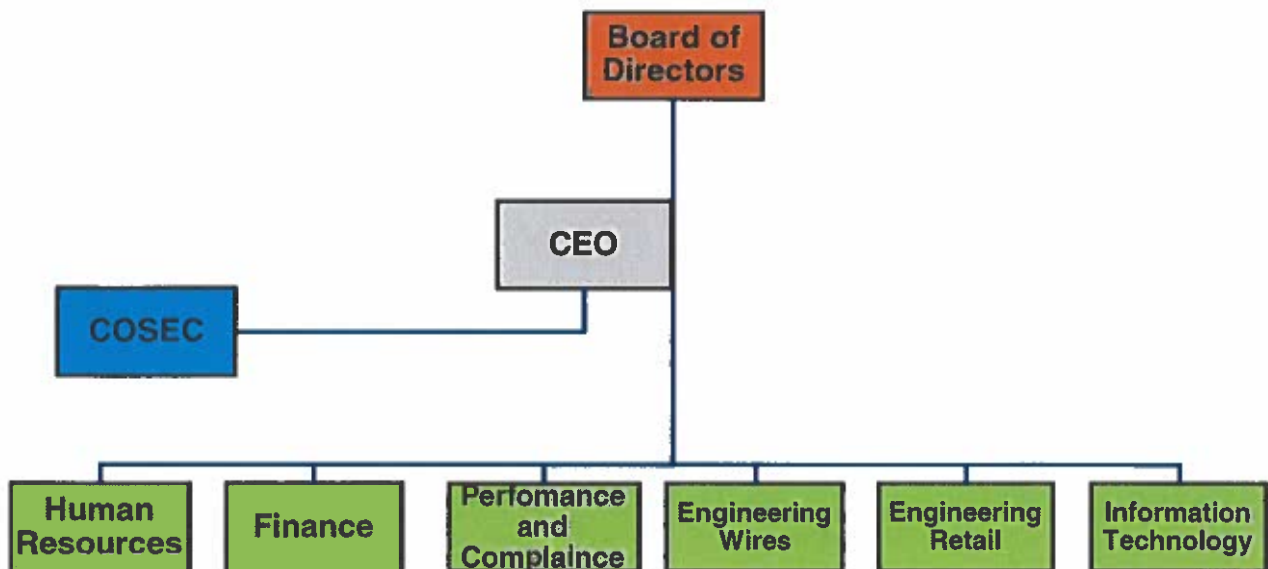 Board of
Directors
CEO
COSEC
Human
Resources
Finance
Perfomance
and
Complaince
Engineering
Wires
Engineering
Retail
Information
Technology